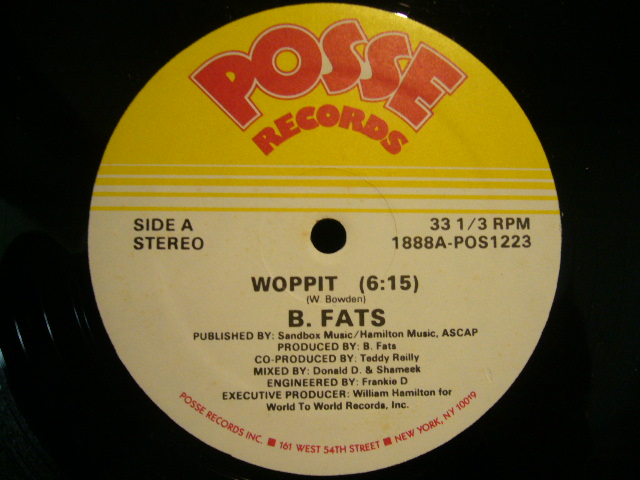 POSSE
RECORDS
SIDE A
STEREO
33 1/3 RPM
1888A-POS1223
WOPPIT (6:15)
(W. Bowden)
B. FATS
PUBLISHED BY: Sandbox Music/Hamilton Music, ASCAP
PRODUCED BY: B. Fats
CO-PRODUCED BY: Teddy Reilly
MIXED BY: Donald D. & Shameek
ENGINEERED BY: Frankie D
EXECUTIVE PRODUCER: William Hamilton for
World To World Records, Inc.
POSSE RECORDS INC. ■ 161 WEST 54TH STREET ■ NEW YORK, NY 10019